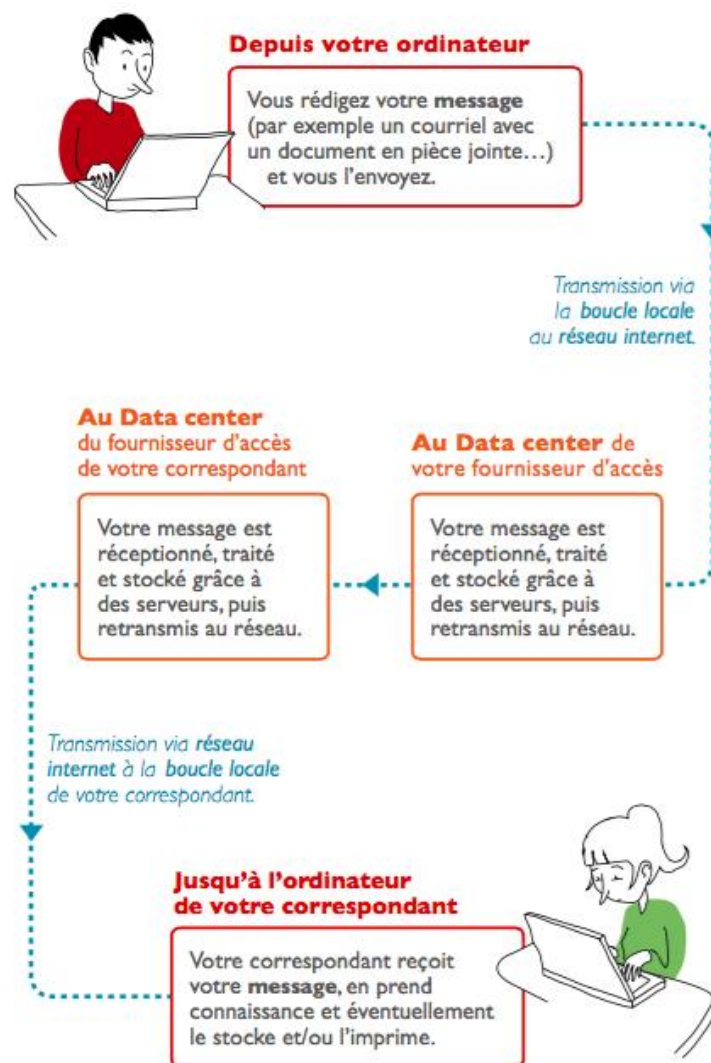 Depuis votre ordinateur
Vous rédigez votre message
(par exemple un courriel avec
un document en pièce jointe…)
et vous l'envoyez.
Transmission via
la boucle locale
au réseau internet.
Au Data center de
votre fournisseur d'accès
Votre message est
réceptionné, traité
et stocké grâce à
des serveurs, puis
retransmis au réseau.
Au Data center
du fournisseur d'accès
de votre correspondant
Votre message est
réceptionné, traité
et stocké grâce à
des serveurs, puis
retransmis au réseau.
Transmission via réseau
internet à la boucle locale
de votre correspondant.
Jusqu'à l'ordinateur
de votre correspondant
Votre correspondant reçoit
votre message, en prend
connaissance et éventuellement
le stocke et/ou l'imprime.